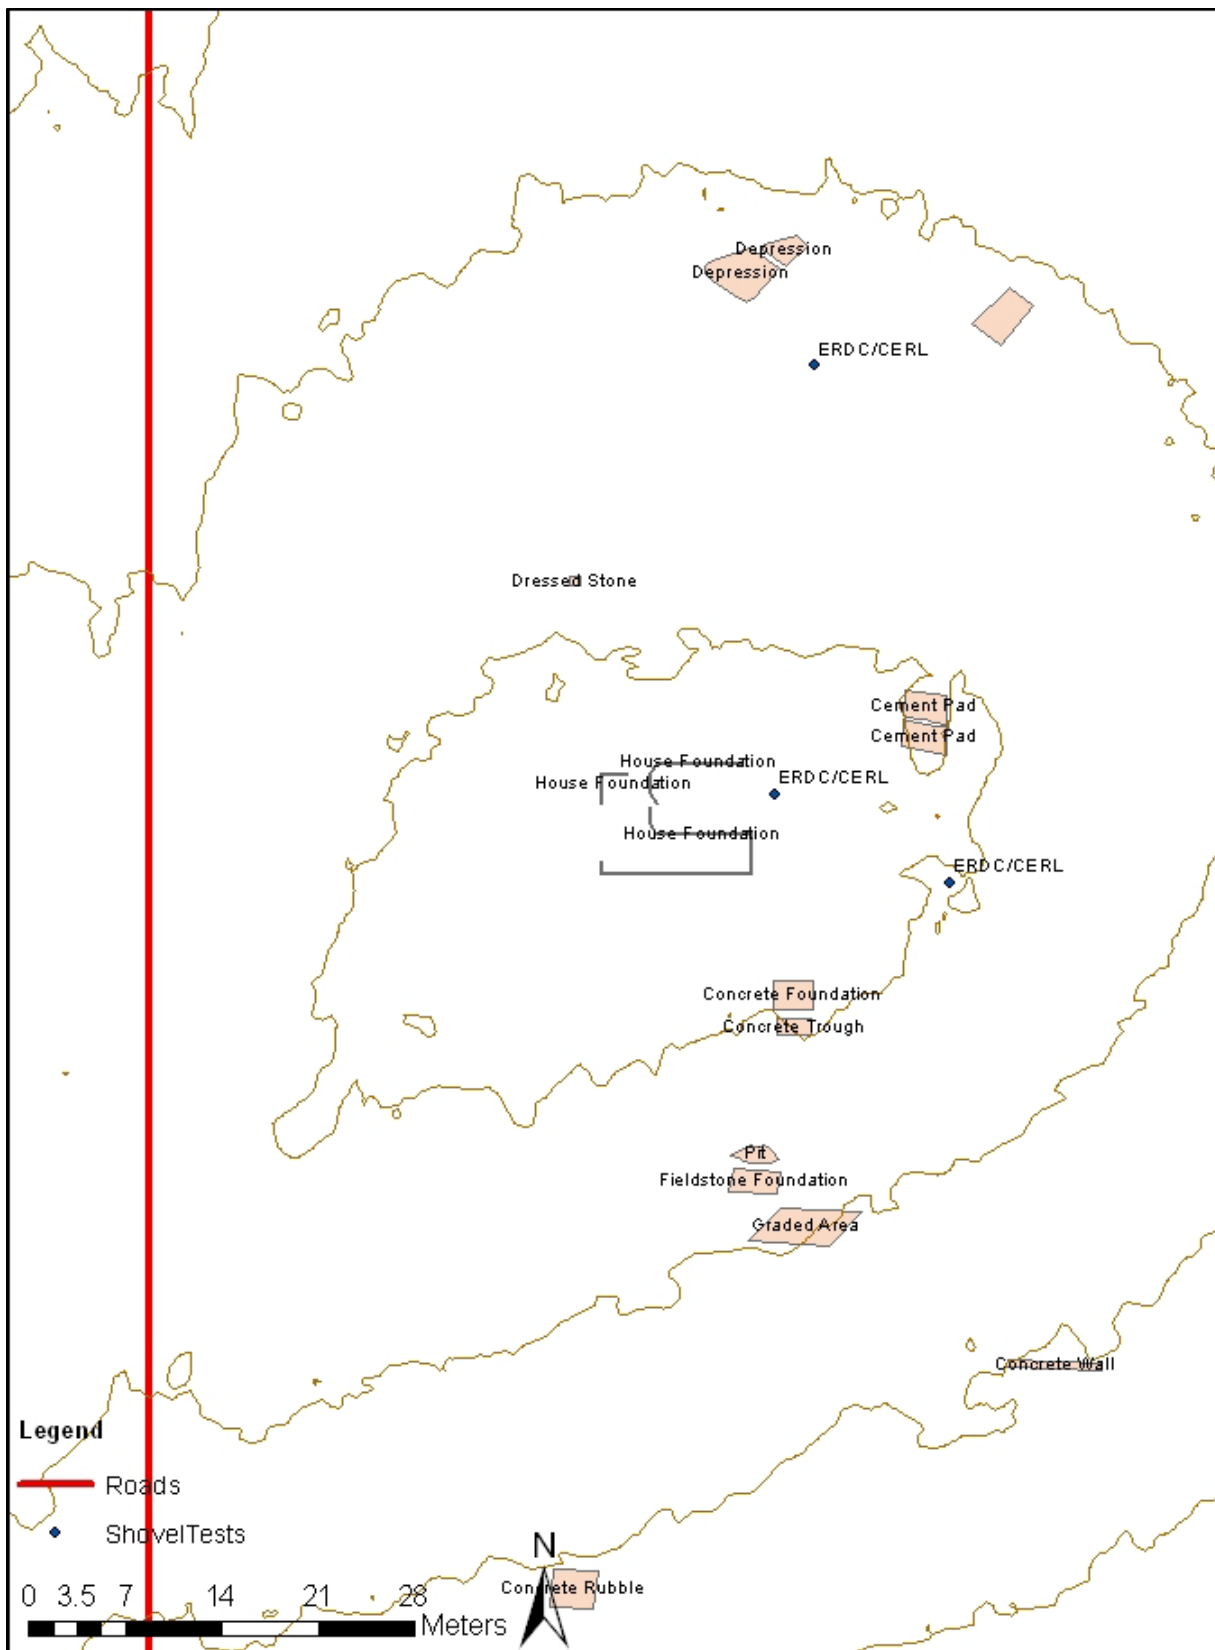 Depression
Depression
ERDC/CERL
Dressed Stone
Cement Pad
Cement Pad
House Foundation
House Foundation
ERDC/CERL
House Foundation
ERDC/CERL
Concrete Foundation
Concrete Trough
Pit
Fieldstone Foundation
Graded Area
Concrete Wall
Legend
Roads
ShovelTests
N
Concrete Rubble
0 3.5 7 14 21 28
Meters